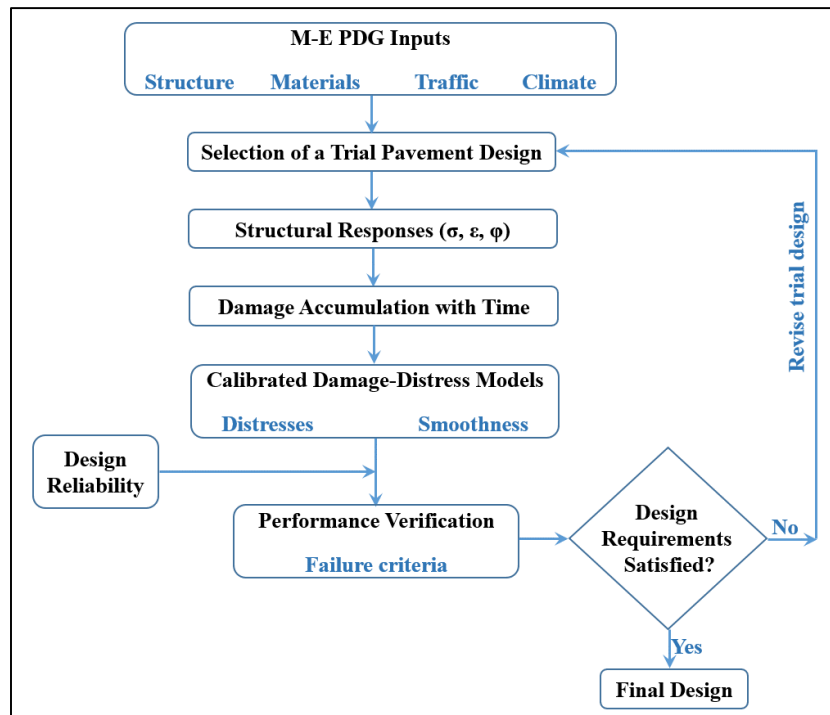 M-E PDG Inputs
Structure Materials Traffic Climate
Selection of a Trial Pavement Design
Structural Responses (σ, ε, φ)
Damage Accumulation with Time
Calibrated Damage-Distress Models
Distresses Smoothness
Design
Reliability
Performance Verification
Failure criteria
Design
Requirements
Satisfied?
No
Revise trial design
Yes
Final Design